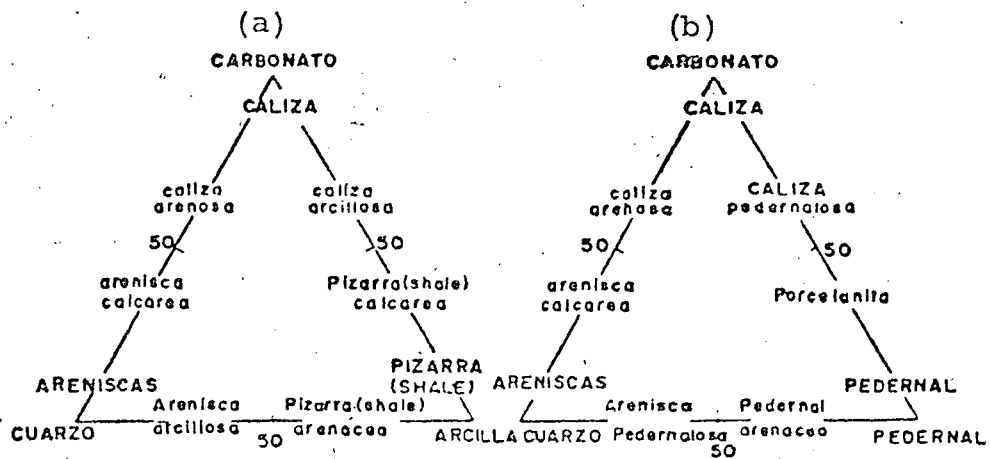 (a)
CARBONATO
CALIZA
caliza
arenosa
caliza
arcillosa
50
50
arenisca
calcarea
Pizarra(shale)
calcarea
ARENISCAS
PIZARRA
(SHALE)
Arenisca
arcillosa
Pizarra(shale)
arenacea
CUARZO
50
ARCILLA
(b)
CARBONATO
CALIZA
caliza
arenosa
CALIZA
pedernalosa
50
50
arenisca
calcarea
Porcelanita
ARENISCAS
PEDERNAL
Arenisca
Pedernalosa
Pedernal
arenacea
CUARZO
50
PEDERNAL